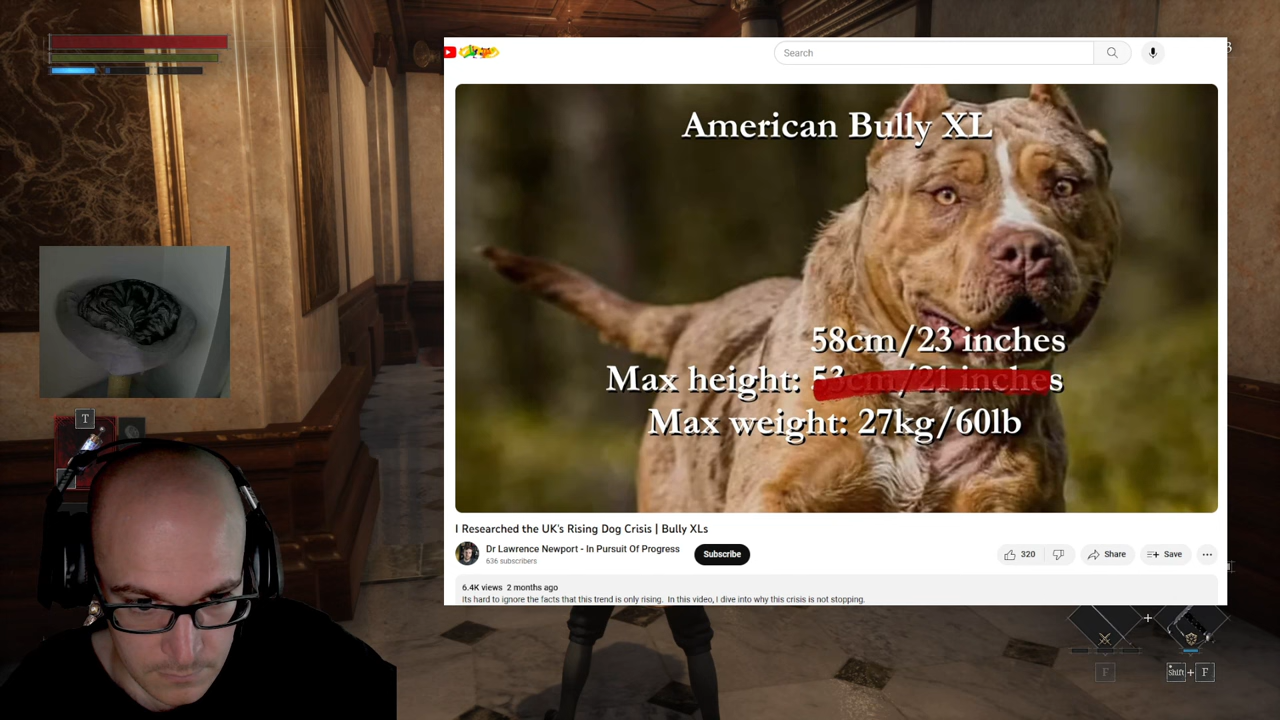 Search
American Bully XL
58cm/23 inches
Max height: 53cm/21 inches
Max weight: 27kg/60lb
I Researched the UK's Rising Dog Crisis | Bully XLs
Dr Lawrence Newport - In Pursuit Of Progress
636 subscribers
Subscribe
320
Share
Save
6.4K views 2 months ago
Its hard to ignore the facts that this trend is only rising. In this video, I dive into why this crisis is not stopping.
T
F
Shift + F